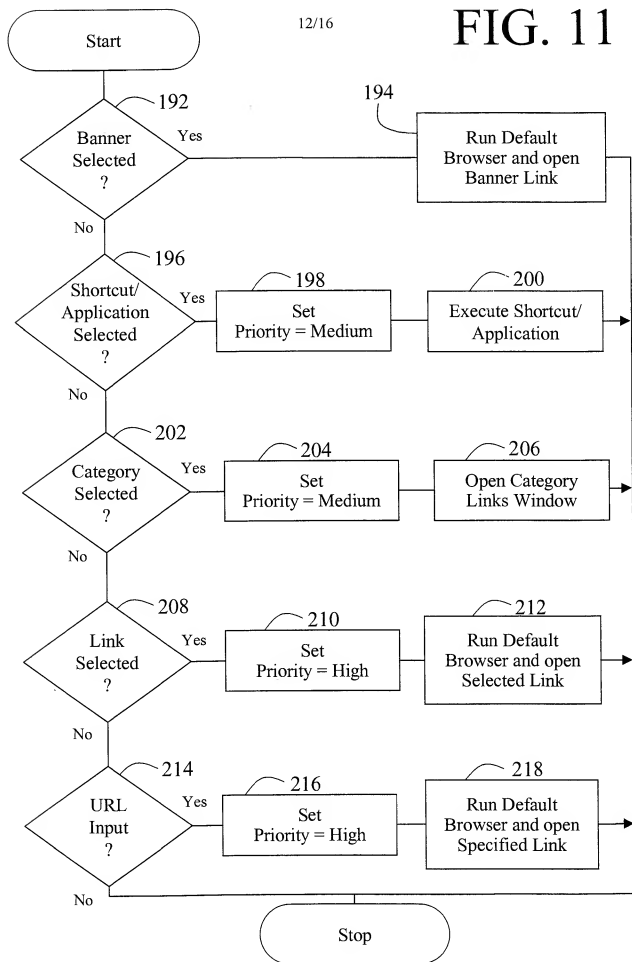 12/16
FIG. 11
Start
192
Banner
Selected
?
Yes
194
Run Default
Browser and open
Banner Link
No
196
Shortcut/
Application
Selected
?
Yes
198
Set
Priority = Medium
200
Execute Shortcut/
Application
No
202
Category
Selected
?
Yes
204
Set
Priority = Medium
206
Open Category
Links Window
No
208
Link
Selected
?
Yes
210
Set
Priority = High
212
Run Default
Browser and open
Selected Link
No
214
URL
Input
?
Yes
216
Set
Priority = High
218
Run Default
Browser and open
Specified Link
No
Stop